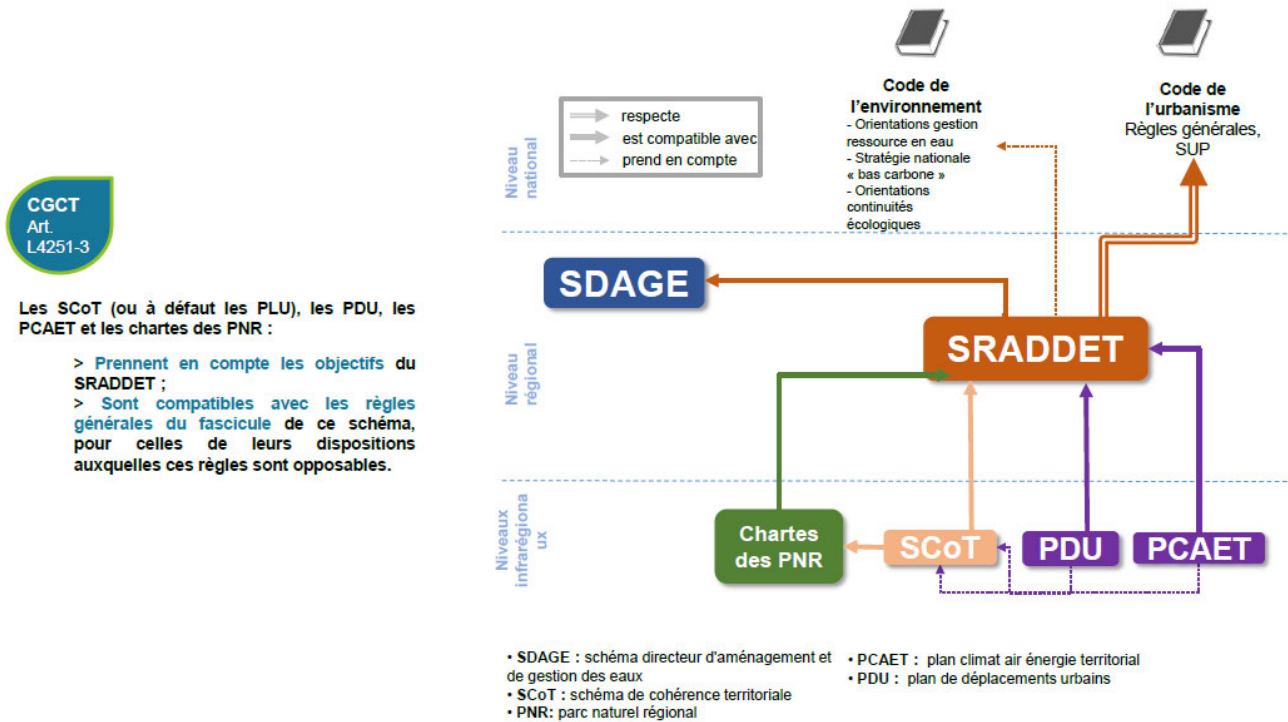 CGCT
Art.
L4251-3
Les SCoT (ou à défaut les PLU), les PDU, les
PCAET et les chartes des PNR :
> Prennent en compte les objectifs du
SRADDET ;
> Sont compatibles avec les règles
générales du fascicule de ce schéma,
pour celles de leurs dispositions
auxquelles ces règles sont opposables.
respecte
est compatible avec
prend en compte
Niveau
national
Code de
l'environnement
- Orientations gestion
ressource en eau
- Stratégie nationale
« bas carbone »
- Orientations
continuités
écologiques
Code de
l'urbanisme
Règles générales,
SUP
Niveau
régional
SDAGE
SRADDET
Niveaux
infrarégiona
ux
Chartes
des PNR
SCoT
PDU
PCAET
• SDAGE : schéma directeur d'aménagement et
de gestion des eaux
• SCoT : schéma de cohérence territoriale
• PNR: parc naturel régional
• PCAET : plan climat air énergie territorial
• PDU : plan de déplacements urbains